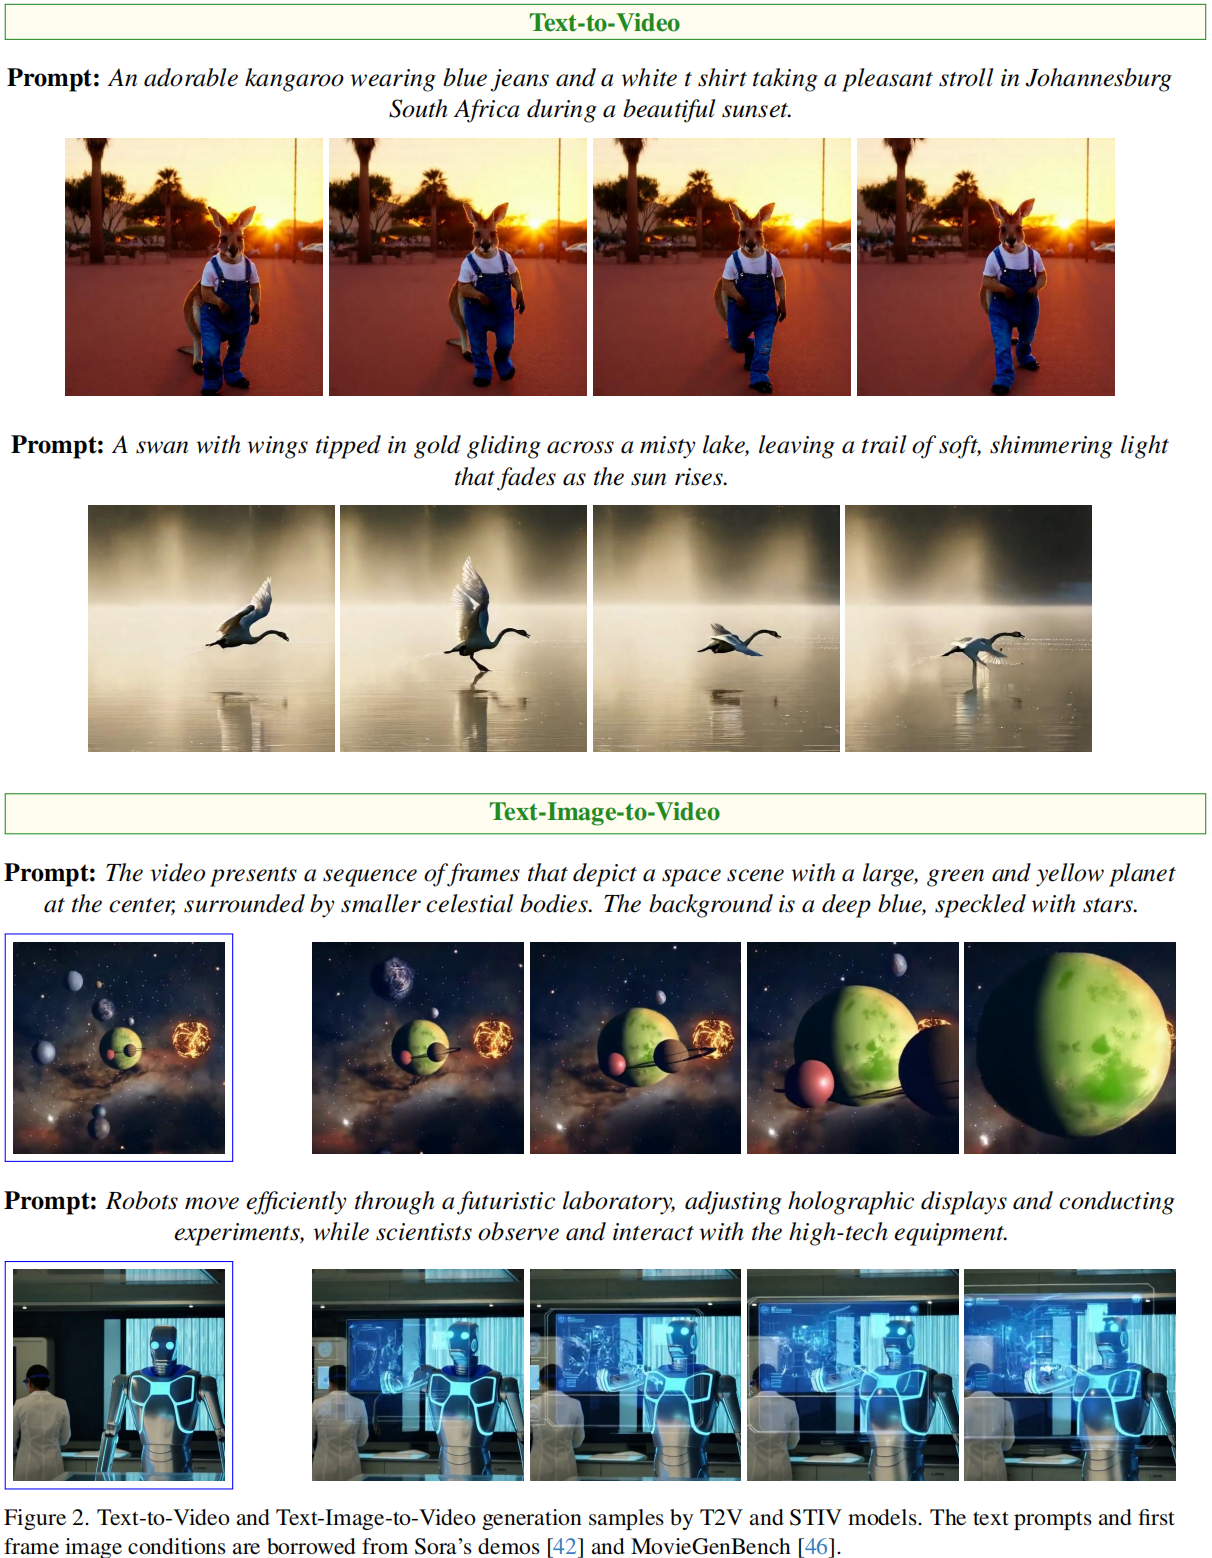 Text-to-Video
Prompt: An adorable kangaroo wearing blue jeans and a white t shirt taking a pleasant stroll in Johannesburg
South Africa during a beautiful sunset.
Prompt: A swan with wings tipped in gold gliding across a misty lake, leaving a trail of soft, shimmering light
that fades as the sun rises.
Text-Image-to-Video
Prompt: The video presents a sequence of frames that depict a space scene with a large, green and yellow planet
at the center, surrounded by smaller celestial bodies. The background is a deep blue, speckled with stars.
Prompt: Robots move efficiently through a futuristic laboratory, adjusting holographic displays and conducting
experiments, while scientists observe and interact with the high-tech equipment.
Figure 2. Text-to-Video and Text-Image-to-Video generation samples by T2V and STIV models. The text prompts and first
frame image conditions are borrowed from Sora's demos [42] and MovieGenBench [46].